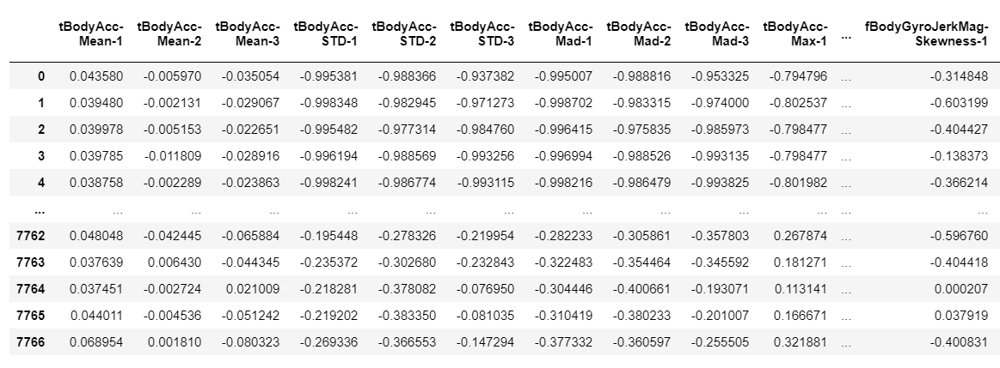 tBodyAcc-Mean-1 tBodyAcc-Mean-2 tBodyAcc-Mean-3 tBodyAcc-STD-1 tBodyAcc-STD-2 tBodyAcc-STD-3 tBodyAcc-Mad-1 tBodyAcc-Mad-2 tBodyAcc-Mad-3 tBodyAcc-Max-1 ... fBodyGyroJerkMag-Skewness-1
0 0.043580 -0.005970 -0.035054 -0.995381 -0.988366 -0.937382 -0.995007 -0.988816 -0.953325 -0.794796 ... -0.314848
1 0.039480 -0.002131 -0.029067 -0.998348 -0.982945 -0.971273 -0.998702 -0.983315 -0.974000 -0.802537 ... -0.603199
2 0.039978 -0.005153 -0.022651 -0.995482 -0.977314 -0.984760 -0.996415 -0.975835 -0.985973 -0.798477 ... -0.404427
3 0.039785 -0.011809 -0.028916 -0.996194 -0.988569 -0.993256 -0.996994 -0.988526 -0.993135 -0.798477 ... -0.138373
4 0.038758 -0.002289 -0.023863 -0.998241 -0.986774 -0.993115 -0.998216 -0.986479 -0.993825 -0.801982 ... -0.366214
... ... ... ... ... ... ... ... ... ... ... ... ...
7762 0.048048 -0.042445 -0.065884 -0.195448 -0.278326 -0.219954 -0.282233 -0.305861 -0.357803 0.267874 ... -0.596760
7763 0.037639 0.006430 -0.044345 -0.235372 -0.302680 -0.232843 -0.322483 -0.354464 -0.345592 0.181271 ... -0.404418
7764 0.037451 -0.002724 0.021009 -0.218281 -0.378082 -0.076950 -0.304446 -0.400661 -0.193071 0.113141 ... 0.000207
7765 0.044011 -0.004536 -0.051242 -0.219202 -0.383350 -0.081035 -0.310419 -0.380233 -0.201007 0.166671 ... 0.037919
7766 0.068954 0.001810 -0.080323 -0.269336 -0.366553 -0.147294 -0.377332 -0.360597 -0.255505 0.321881 ... -0.400831